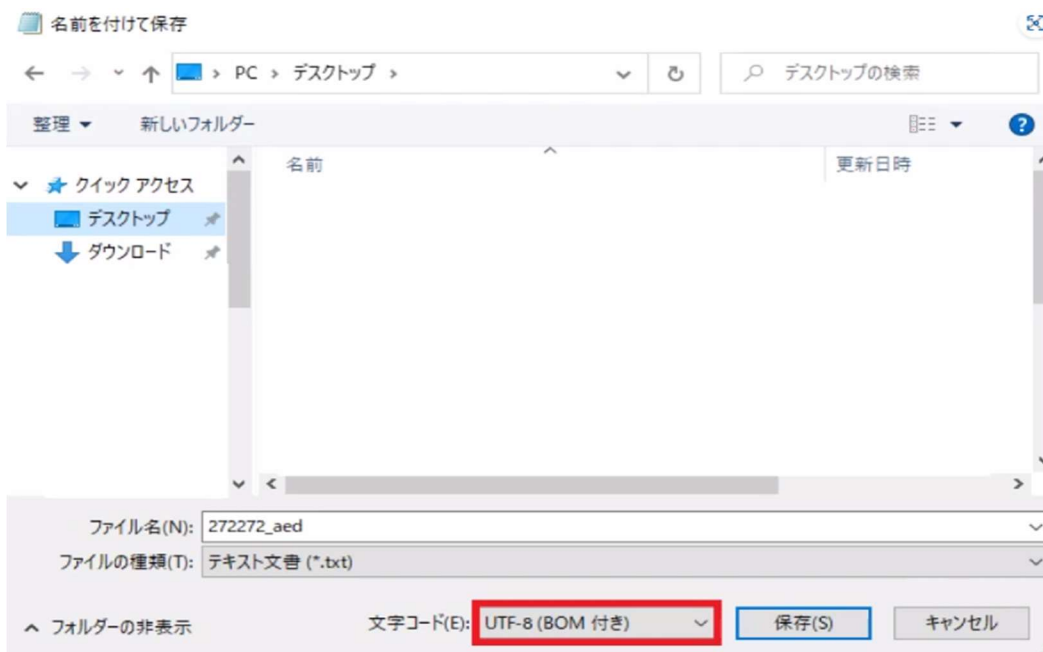 名前を付けて保存
PC › デスクトップ ›
デスクトップの検索
整理
新しいフォルダー
名前
更新日時
クイック アクセス
デスクトップ
ダウンロード
ファイル名(N): 272272_aed
ファイルの種類(T): テキスト文書 (*.txt)
フォルダーの非表示
文字コード(E): UTF-8 (BOM 付き)
保存(S)
キャンセル